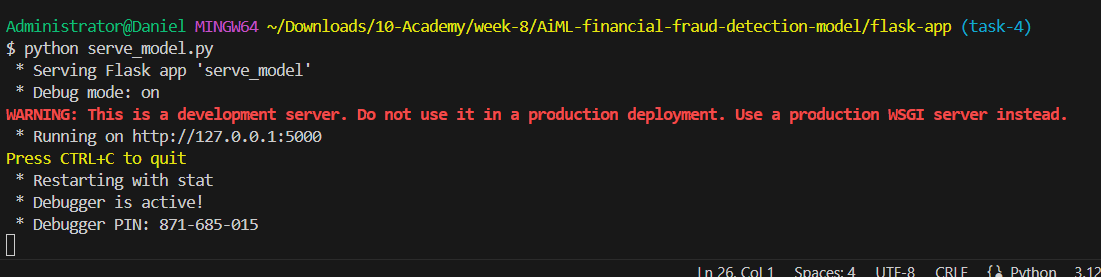 Administrator@Daniel MINGW64 ~/Downloads/10-Academy/week-8/AiML-financial-fraud-detection-model/flask-app (task-4)
$ python serve_model.py
 * Serving Flask app 'serve_model'
 * Debug mode: on
WARNING: This is a development server. Do not use it in a production deployment. Use a production WSGI server instead.
 * Running on http://127.0.0.1:5000
Press CTRL+C to quit
 * Restarting with stat
 * Debugger is active!
 * Debugger PIN: 871-685-015
Ln 26, Col 1 Spaces: 4 UTF-8 CRLF {} Python 3.12